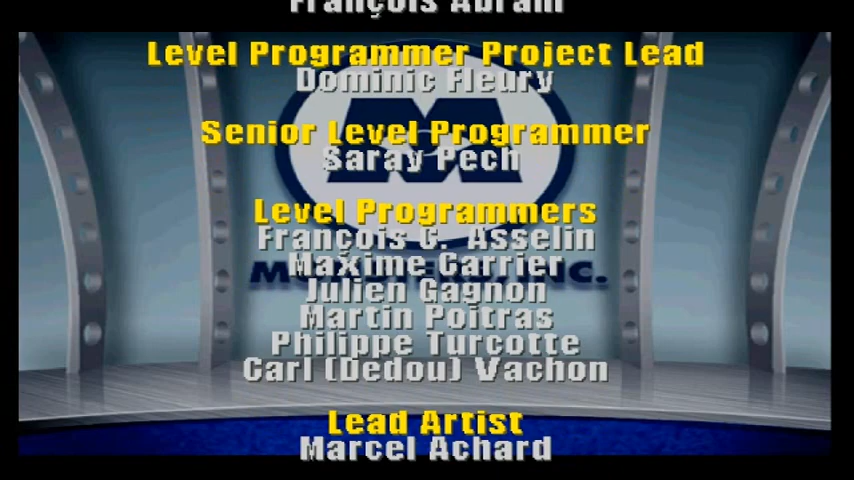 François Abram
Level Programmer Project Lead
Dominic Fleury
Senior Level Programmer
Saray Pech
Level Programmers
François G. Asselin
Maxime Carrier
Julien Gagnon
Martin Poitras
Philippe Turcotte
Carl (Dedou) Vachon
Lead Artist
Marcel Achard